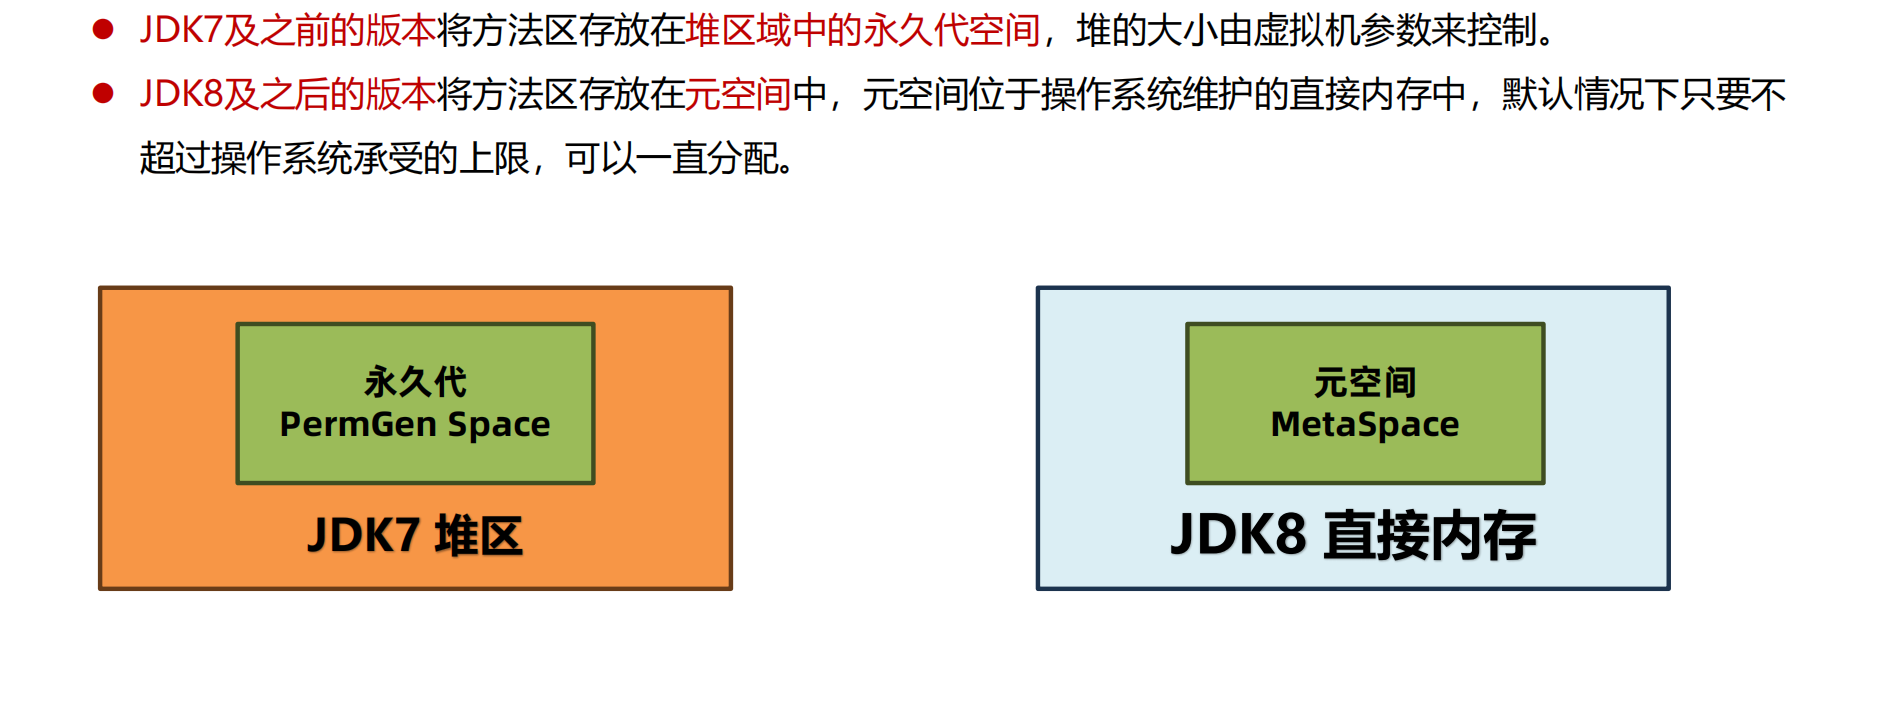 ● JDK7及之前的版本将方法区存放在堆区域中的永久代空间，堆的大小由虚拟机参数来控制。
● JDK8及之后的版本将方法区存放在元空间中，元空间位于操作系统维护的直接内存中，默认情况下只要不
超过操作系统承受的上限，可以一直分配。
永久代
PermGen Space
JDK7 堆区
元空间
MetaSpace
JDK8 直接内存